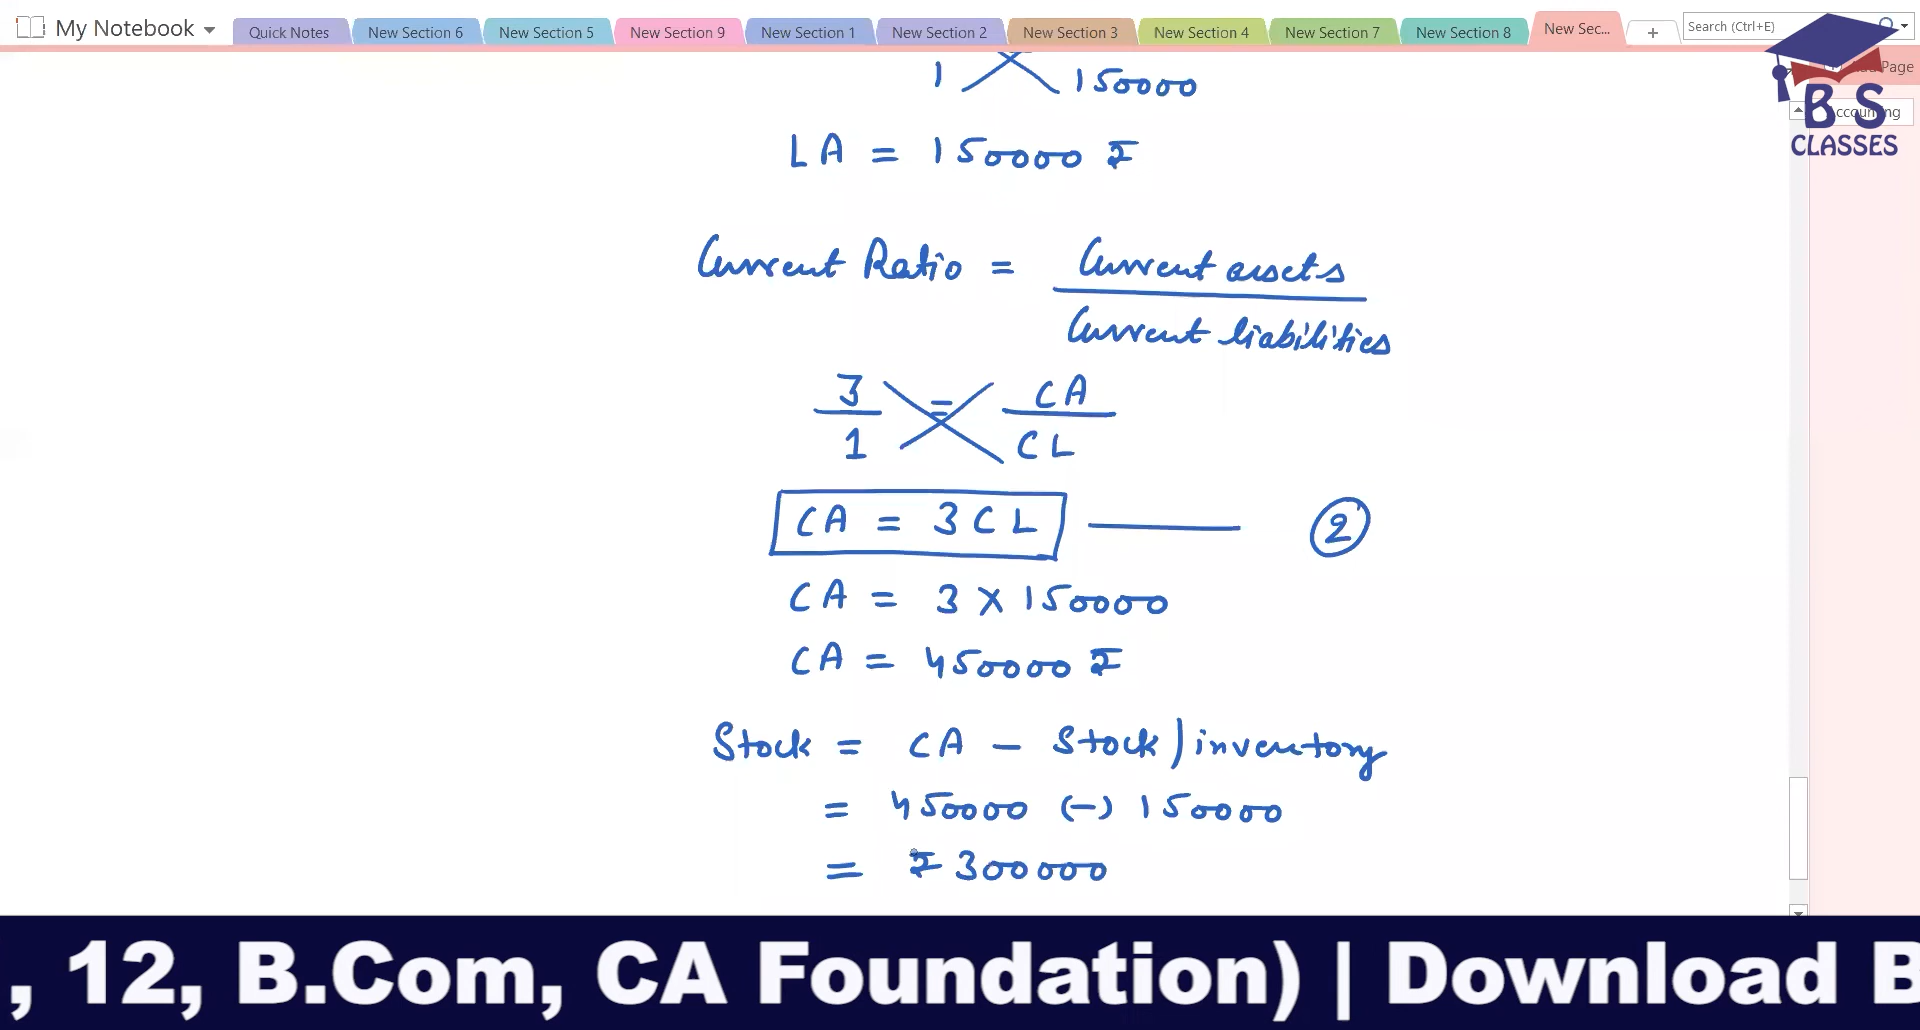 My Notebook
Quick Notes
New Section 6
New Section 5
New Section 9
New Section 1
New Section 2
New Section 3
New Section 4
New Section 7
New Section 8
New Sec...
+
Search (Ctrl+E)
Page
BS
CLASSES
1 150000
LA = 150000 ₹
Current Ratio = Current assets
Current liabilities
3 = CA
1 CL
CA = 3 CL 2
CA = 3 X 150000
CA = 450000 ₹
Stock = CA - Stock/inventory
= 450000 (-) 150000
= ₹ 300000
, 12, B.Com, CA Foundation) | Download B